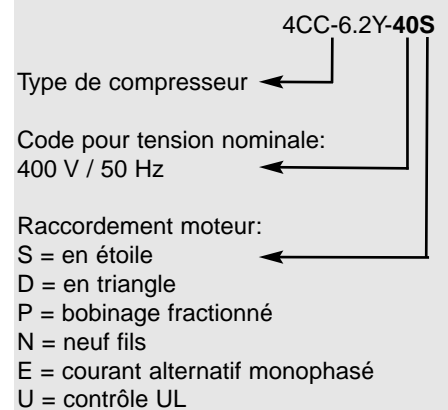 4CC-6.2Y-40S
Type de compresseur
Code pour tension nominale:
400 V / 50 Hz
Raccordement moteur:
S = en étoile
D = en triangle
P = bobinage fractionné
N = neuf fils
E = courant alternatif monophasé
U = contrôle UL